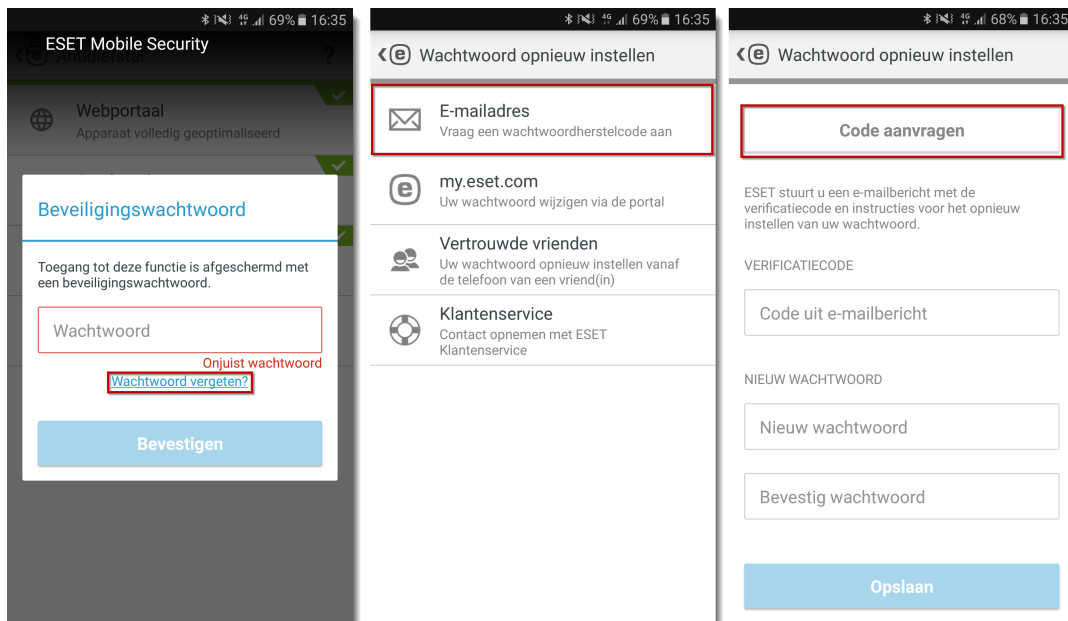 69% 16:35
ESET Mobile Security
Antidiefstal
?
Webportaal
Apparaat volledig geoptimaliseerd
Beveiligingswachtwoord
Toegang tot deze functie is afgeschermd met
een beveiligingswachtwoord.
Wachtwoord
Onjuist wachtwoord
Wachtwoord vergeten?
Bevestigen
4G 69% 16:35
Wachtwoord opnieuw instellen
E-mailadres
Vraag een wachtwoordherstelcode aan
my.eset.com
Uw wachtwoord wijzigen via de portal
Vertrouwde vrienden
Uw wachtwoord opnieuw instellen vanaf
de telefoon van een vriend(in)
Klantenservice
Contact opnemen met ESET
Klantenservice
4G 68% 16:35
Wachtwoord opnieuw instellen
Code aanvragen
ESET stuurt u een e-mailbericht met de
verificatiecode en instructies voor het opnieuw
instellen van uw wachtwoord.
VERIFICATIECODE
Code uit e-mailbericht
NIEUW WACHTWOORD
Nieuw wachtwoord
Bevestig wachtwoord
Opslaan